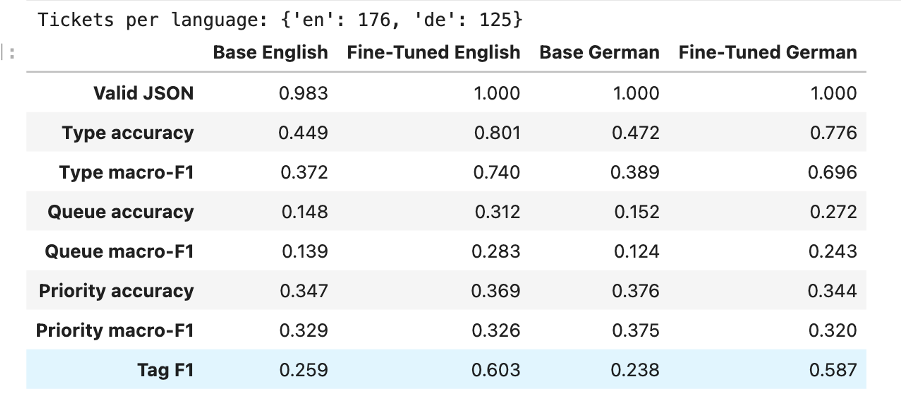 Tickets per language: {'en': 176, 'de': 125}
]:
Base English Fine-Tuned English Base German Fine-Tuned German
Valid JSON 0.983 1.000 1.000 1.000
Type accuracy 0.449 0.801 0.472 0.776
Type macro-F1 0.372 0.740 0.389 0.696
Queue accuracy 0.148 0.312 0.152 0.272
Queue macro-F1 0.139 0.283 0.124 0.243
Priority accuracy 0.347 0.369 0.376 0.344
Priority macro-F1 0.329 0.326 0.375 0.320
Tag F1 0.259 0.603 0.238 0.587